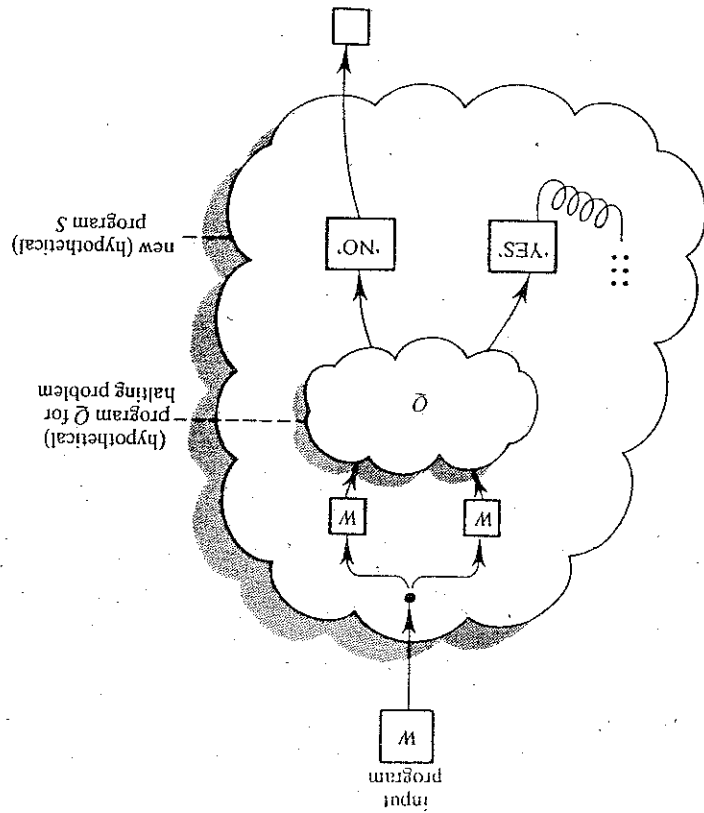 input
program
W
W
W
Q
(hypothetical)
program Q for
halting problem
'YES'
'NO'
new (hypothetical)
program S